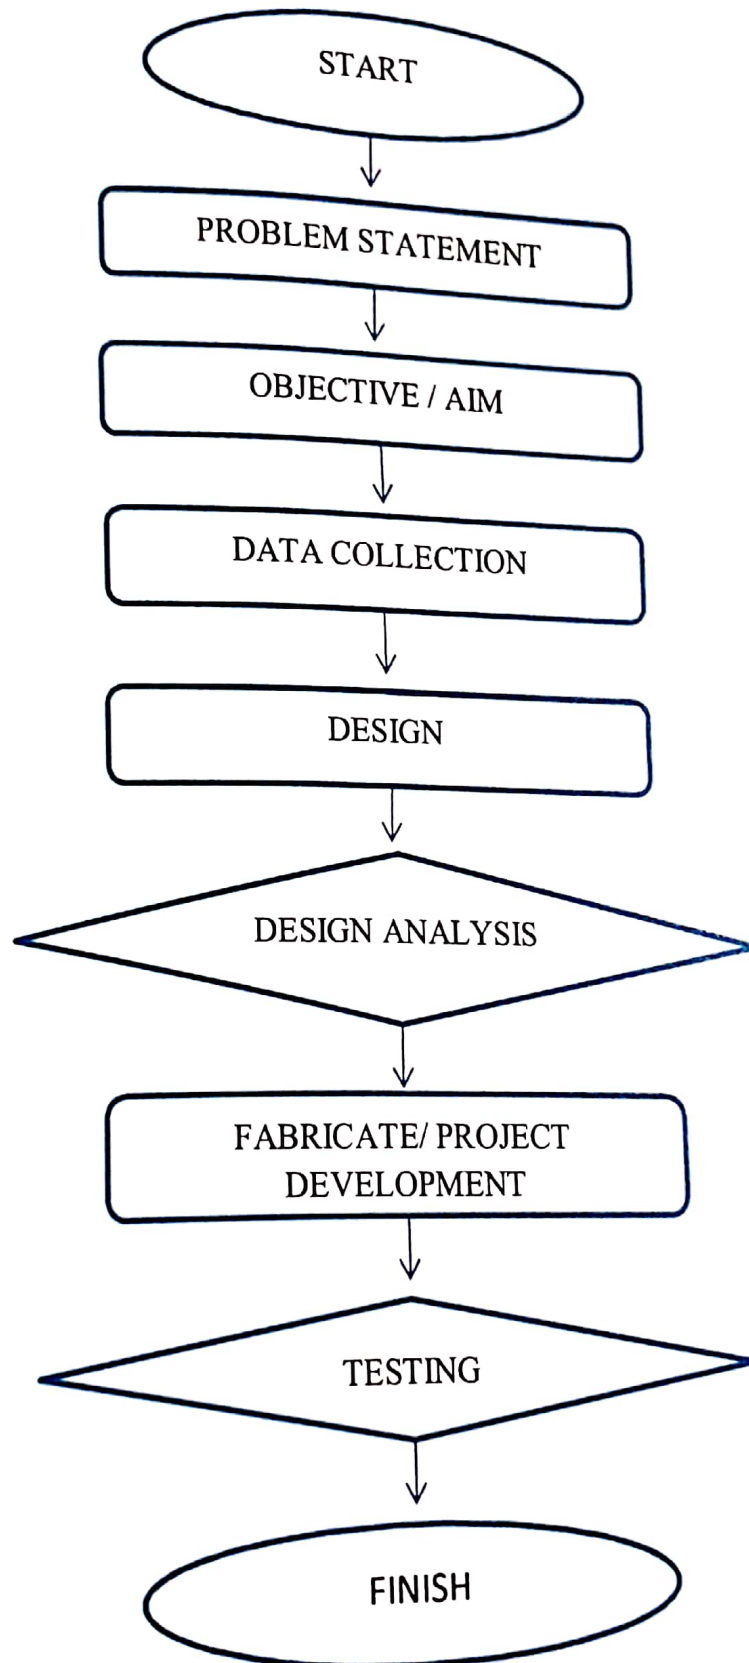 START
PROBLEM STATEMENT
OBJECTIVE / AIM
DATA COLLECTION
DESIGN
DESIGN ANALYSIS
FABRICATE/ PROJECT
DEVELOPMENT
TESTING
FINISH